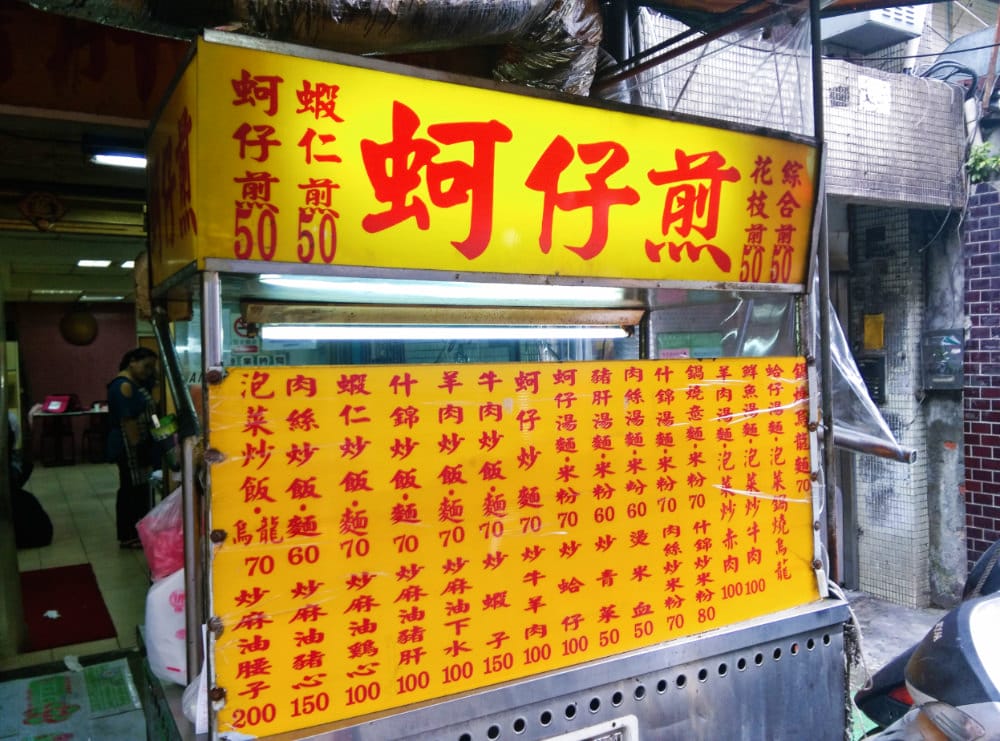 蚵仔煎
蚵仔煎 50
蝦仁煎 50
蚵仔煎
花枝煎 50
綜合煎 50
泡菜炒飯·烏龍 70
肉絲炒飯·麵 60
蝦仁炒飯·麵 70
什錦炒飯·麵 70
羊肉炒飯·麵 70
牛肉炒飯 70
蚵仔炒麵 70
蚵仔湯麵·米粉 70
豬肝湯麵·米粉 60
肉絲湯麵·米粉 60
什錦湯麵·米粉 70
鍋燒意麵·米粉 70
羊肉湯麵·泡菜炒赤肉 100
鮮魚湯麵·泡菜炒牛肉 100
蛤仔湯麵·泡菜鍋燒烏龍
鍋燒烏龍麵 70
炒麻油腰子 200
炒麻油豬心 150
炒麻油鷄心 100
炒麻油豬肝 100
炒麻油下水 100
炒蝦子 150
炒牛羊肉 100
炒蛤仔 100
炒青菜 50
燙米血 50
肉絲炒米粉 70
什錦炒米粉 80